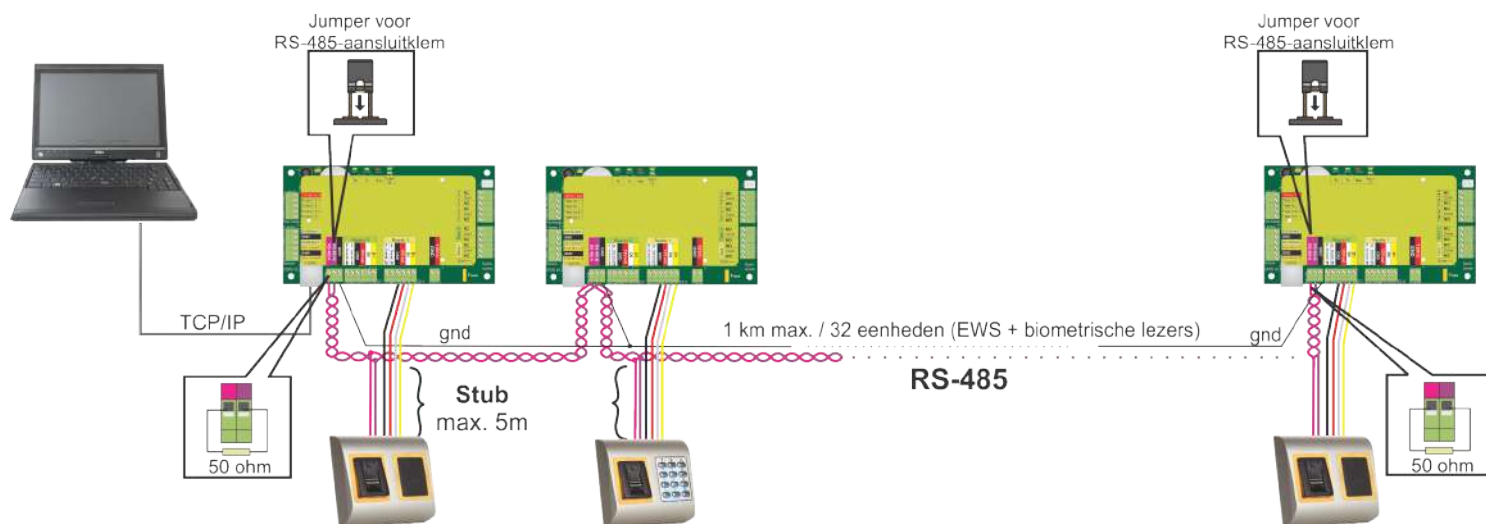 Jumper voor
RS-485-aansluitklem
Jumper voor
RS-485-aansluitklem
TCP/IP
gnd
1 km max. / 32 eenheden (EWS + biometrische lezers)
gnd
RS-485
Stub
max. 5m
50 ohm
50 ohm